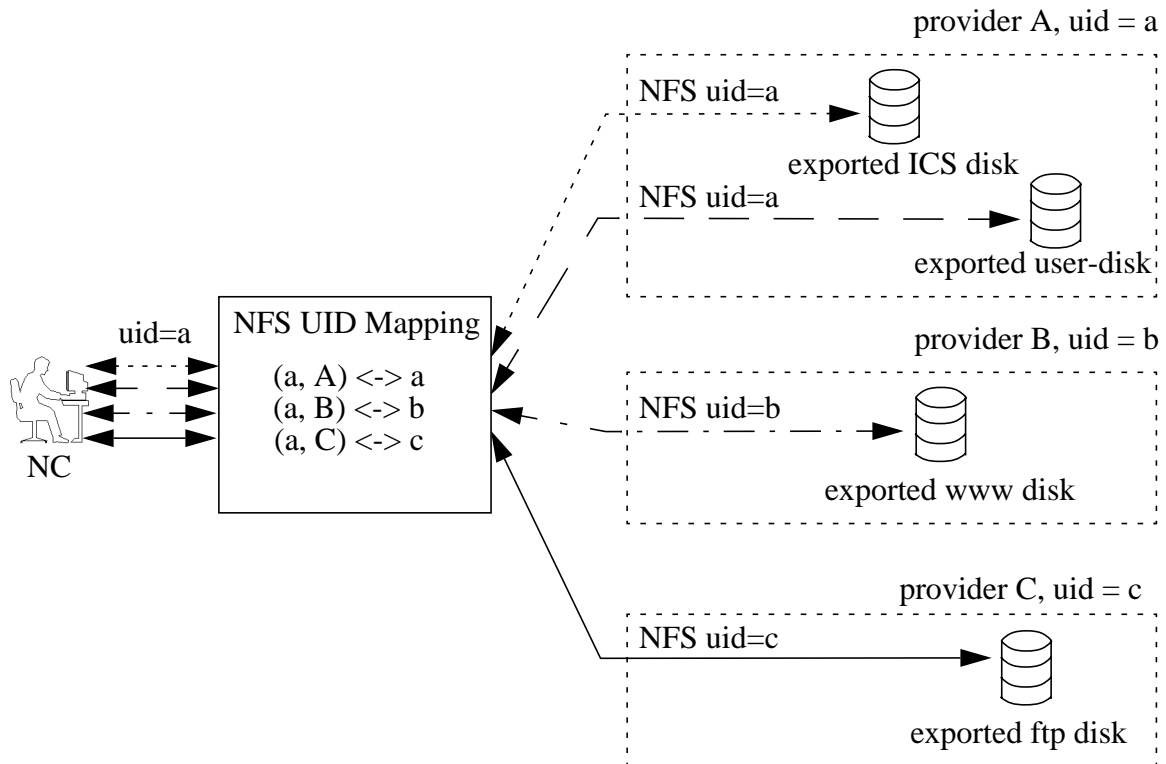 provider A, uid = a
NFS uid=a
exported ICS disk
NFS uid=a
exported user-disk
uid=a
NC
NFS UID Mapping
(a, A) <-> a
(a, B) <-> b
(a, C) <-> c
provider B, uid = b
NFS uid=b
exported www disk
provider C, uid = c
NFS uid=c
exported ftp disk